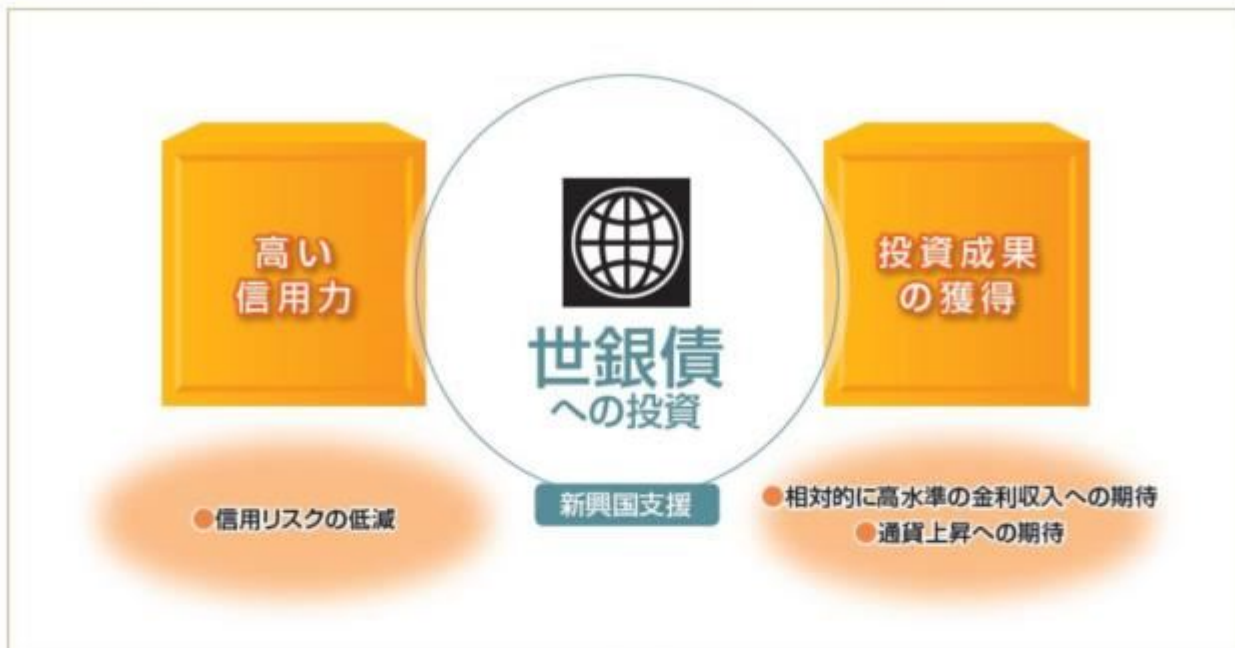 高い
信用力
世銀債
への投資
新興国支援
投資成果
の獲得
●信用リスクの低減
●相対的に高水準の金利収入への期待
●通貨上昇への期待